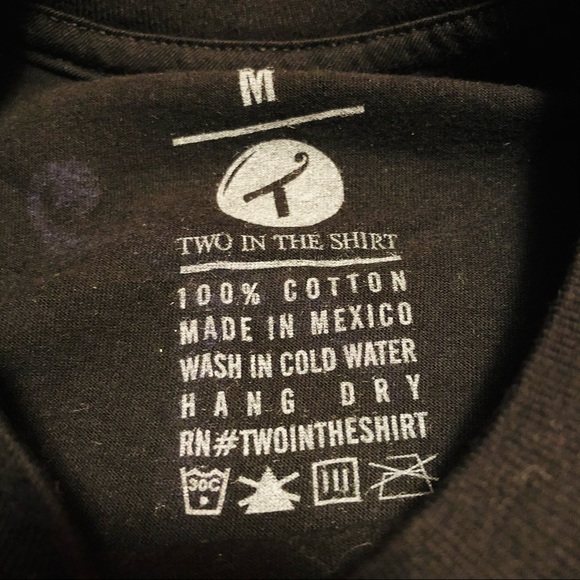 M
TWO IN THE SHIRT
100% COTTON
MADE IN MEXICO
WASH IN COLD WATER
HANG DRY
RN#TWOINTHESHIRT
30C